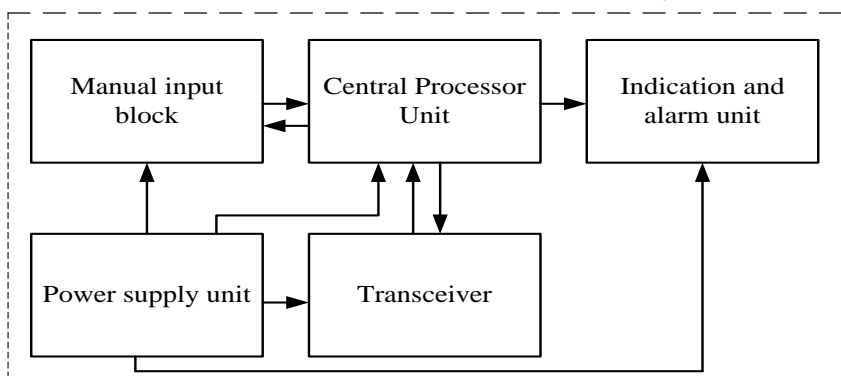 Manual input
block
Central Processor
Unit
Indication and
alarm unit
Power supply unit
Transceiver